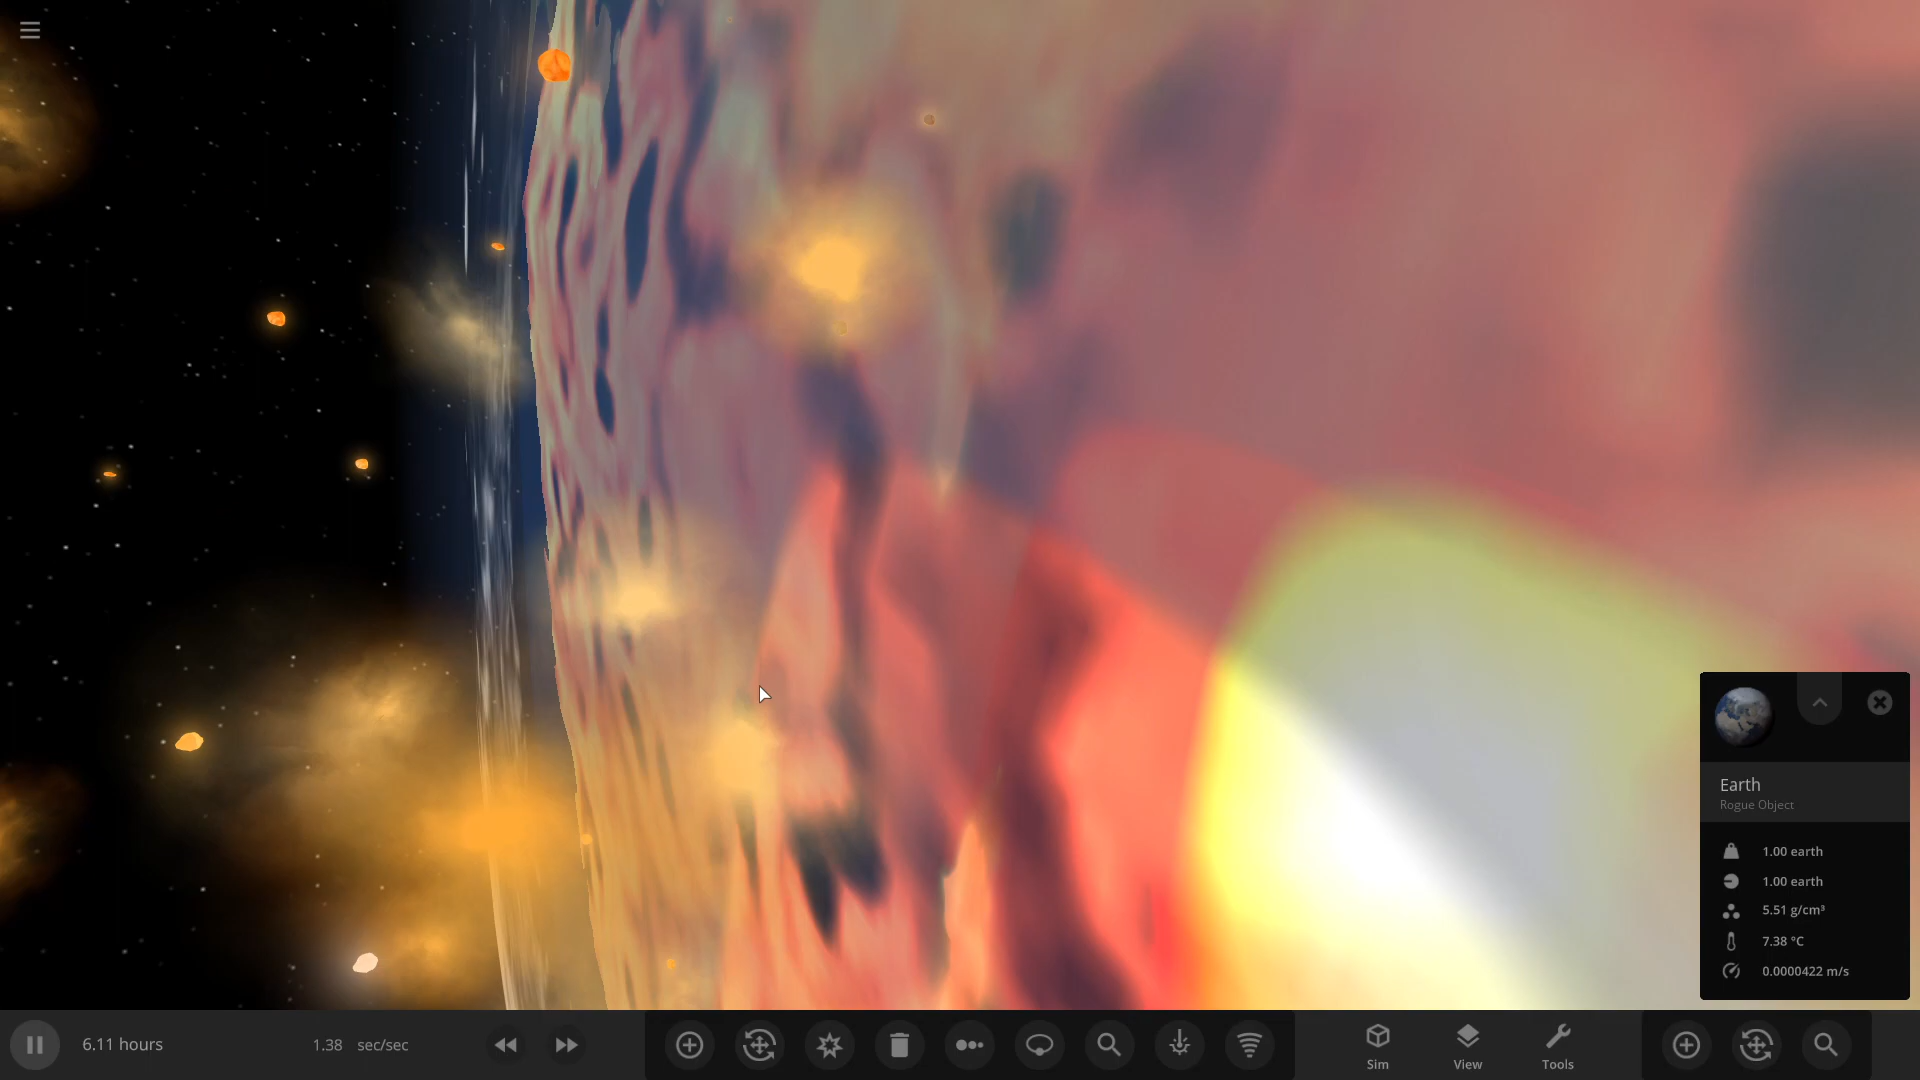 Earth
Rogue Object
1.00 earth
1.00 earth
5.51 g/cm³
7.38 °C
0.0000422 m/s
6.11 hours
1.38 sec/sec
Sim
View
Tools